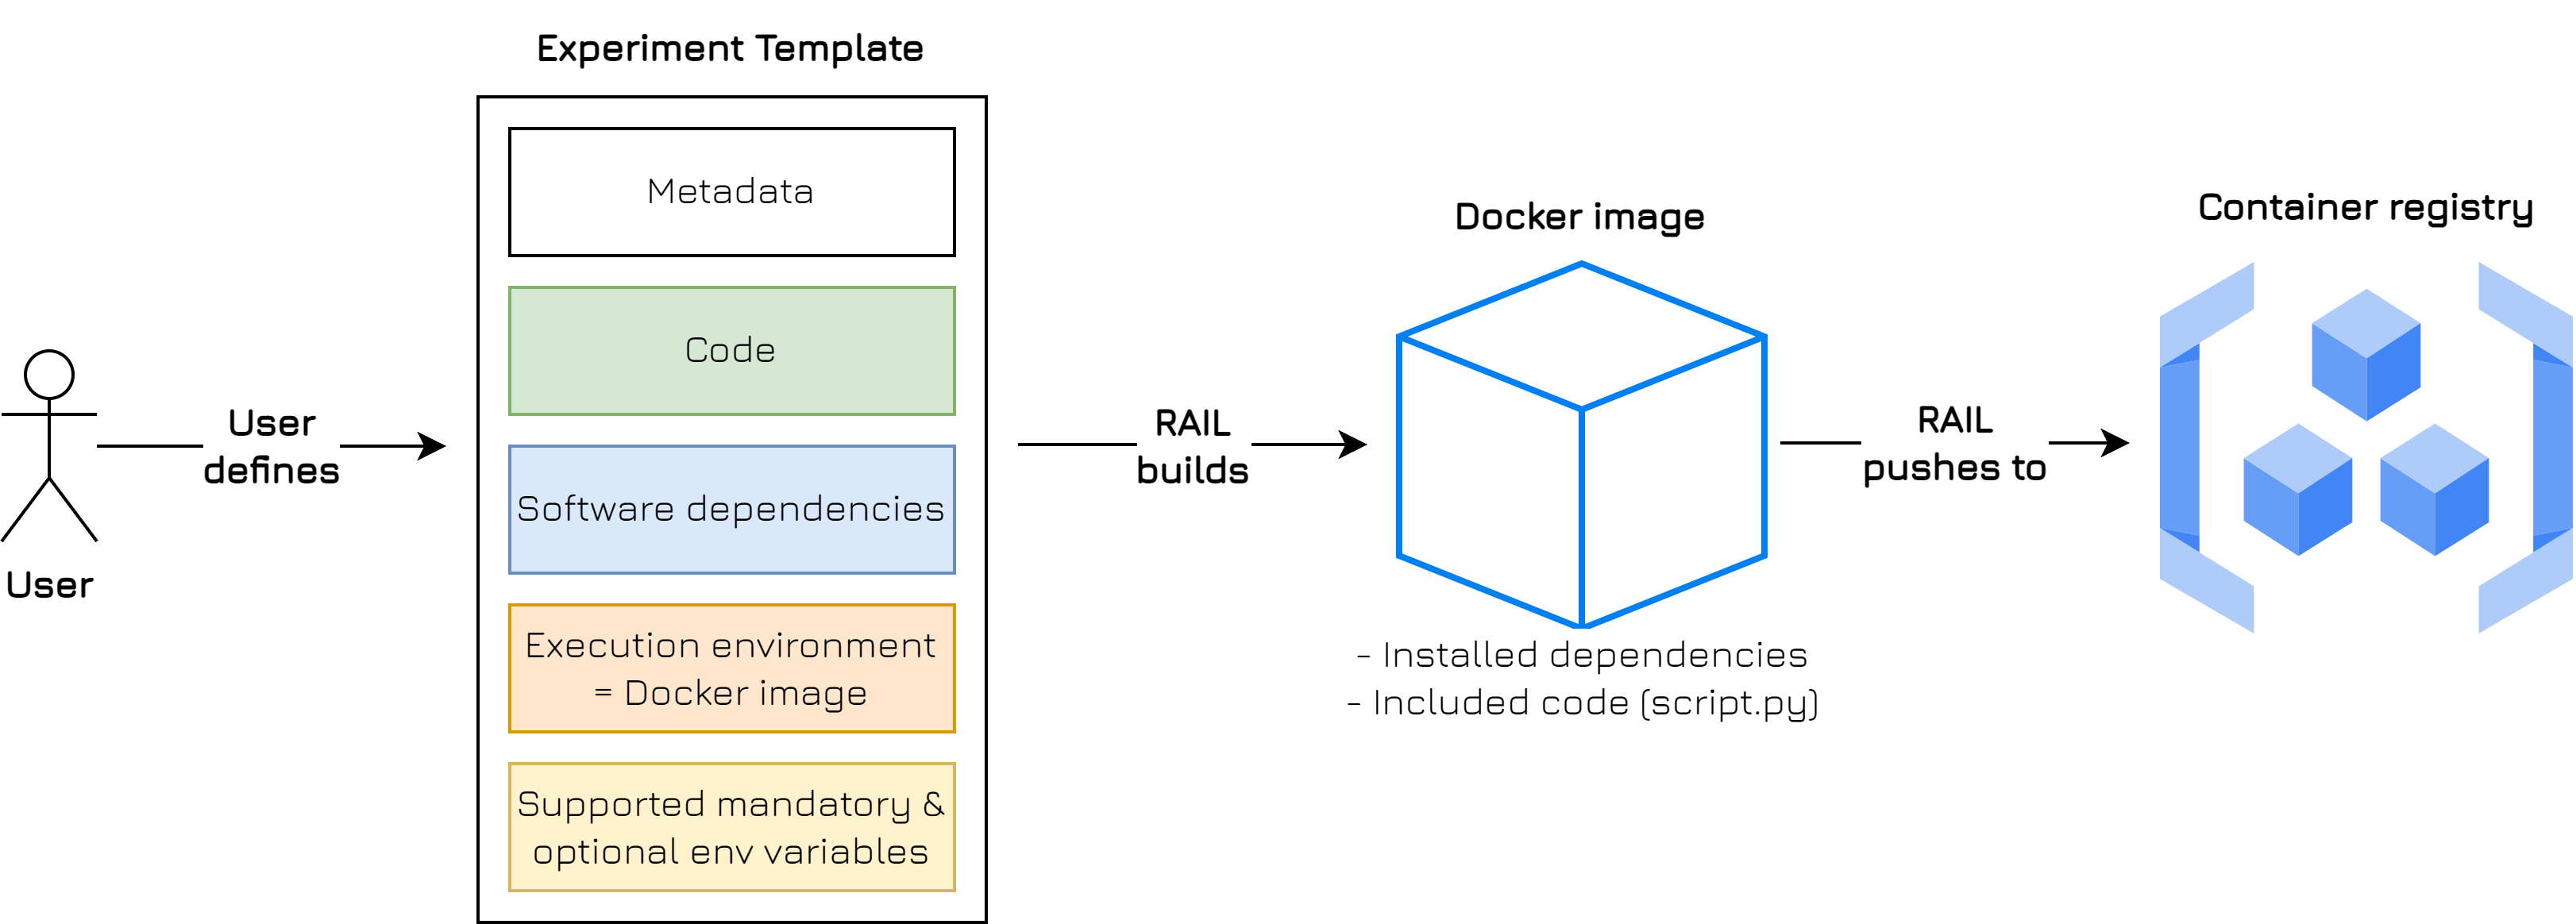 Experiment Template
Metadata
Code
Software dependencies
Execution environment
= Docker image
Supported mandatory &
optional env variables
User
defines
User
RAIL
builds
Docker image
- Installed dependencies
- Included code (script.py)
RAIL
pushes to
Container registry